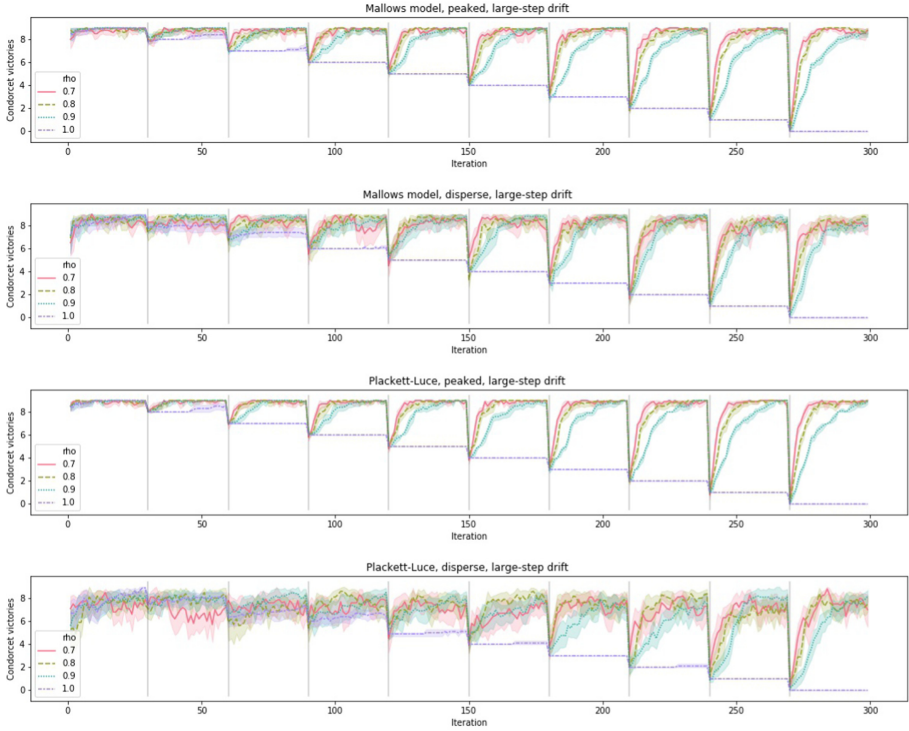 Mallows model, peaked, large-step drift
Condorcet victories
8
6
4
2
0
rho
0.7
0.8
0.9
1.0
0 50 100 150 200 250 300
Iteration
Mallows model, disperse, large-step drift
Condorcet victories
8
6
4
2
0
rho
0.7
0.8
0.9
1.0
0 50 100 150 200 250 300
Iteration
Plackett-Luce, peaked, large-step drift
Condorcet victories
8
6
4
2
0
rho
0.7
0.8
0.9
1.0
0 50 100 150 200 250 300
Iteration
Plackett-Luce, disperse, large-step drift
Condorcet victories
8
6
4
2
0
rho
0.7
0.8
0.9
1.0
0 50 100 150 200 250 300
Iteration